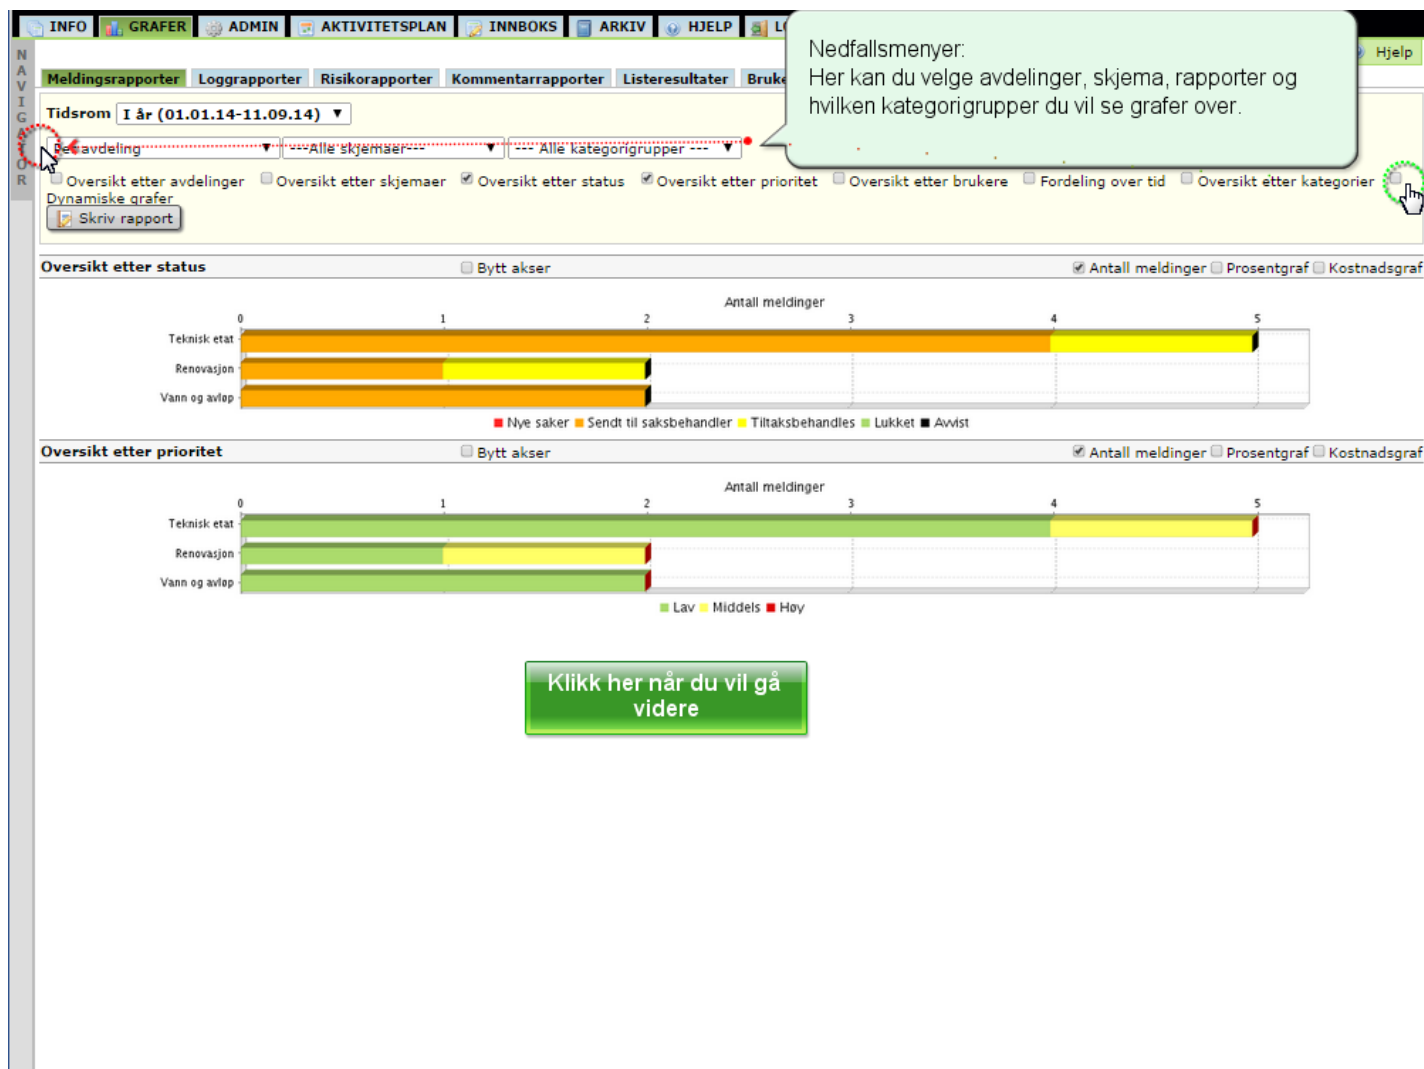 INFO GRAFER ADMIN AKTIVITETSPLAN INNBOKS ARKIV HJELP
Hjelp
NAVIGATOR
Meldingsrapporter Loggrapporter Risikorapporter Kommentarrapporter Listeresultater
Nedfallsmenyer:
Her kan du velge avdelinger, skjema, rapporter og
hvilken kategorigrupper du vil se grafer over.
Tidsrom I år (01.01.14-11.09.14)
---Alle skjemaer--- --- Alle kategorigrupper ---
Oversikt etter avdelinger Oversikt etter skjemaer Oversikt etter status Oversikt etter prioritet Oversikt etter brukere Fordeling over tid Oversikt etter kategorier
Dynamiske grafer
Skriv rapport
Oversikt etter status Bytt akser Antall meldinger Prosentgraf Kostnadsgraf
Antall meldinger
0 1 2 3 4 5
Teknisk etat
Renovasjon
Vann og avløp
Nye saker Sendt til saksbehandler Tiltaksbehandles Lukket Avvist
Oversikt etter prioritet Bytt akser Antall meldinger Prosentgraf Kostnadsgraf
Antall meldinger
0 1 2 3 4 5
Teknisk etat
Renovasjon
Vann og avløp
Lav Middels Høy
Klikk her når du vil gå
videre